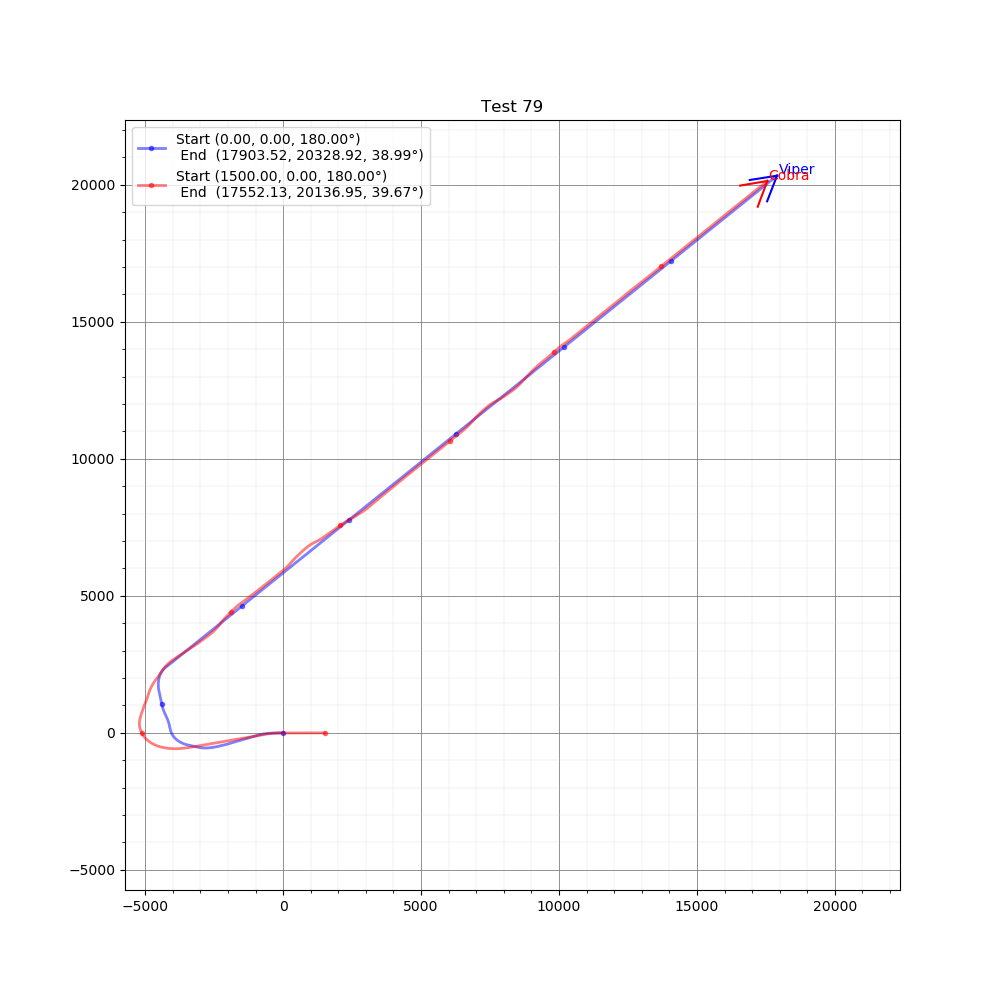 Test 79
Start (0.00, 0.00, 180.00°)
End (17903.52, 20328.92, 38.99°)
Start (1500.00, 0.00, 180.00°)
End (17552.13, 20136.95, 39.67°)
Viper
Cobra
20000
15000
10000
5000
0
−5000
−5000
0
5000
10000
15000
20000